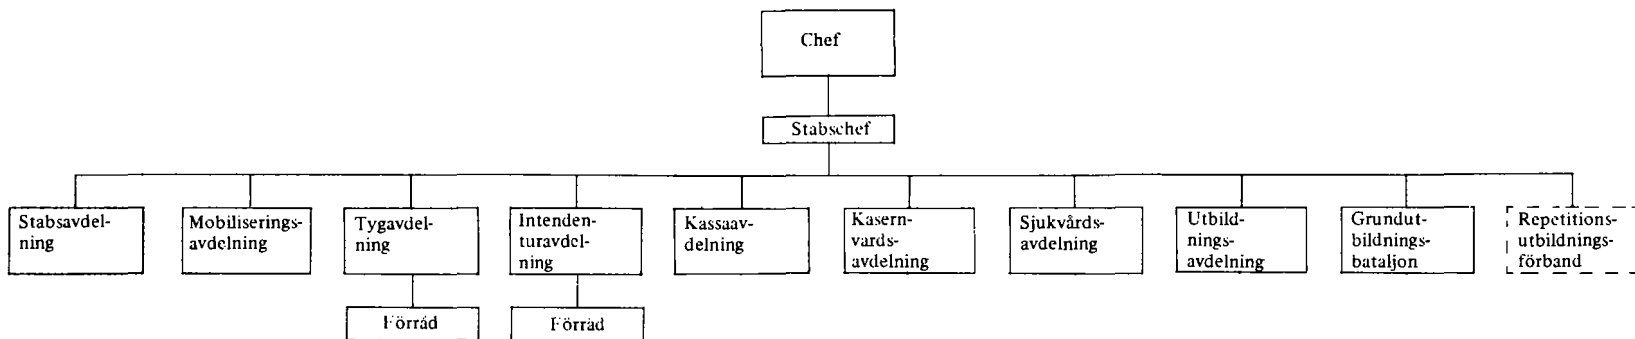 Chef
Stabschef
Stabsavdel-
ning
Mobiliserings-
avdelning
Tygavdel-
ning
Intenden-
turavdel-
ning
Kassaav-
delning
Kasern-
vårds-
avdelning
Sjukvårds-
avdelning
Utbild-
nings-
avdelning
Grundut-
bildnings-
bataljon
Repetitions-
utbildnings-
förband
Förråd
Förråd